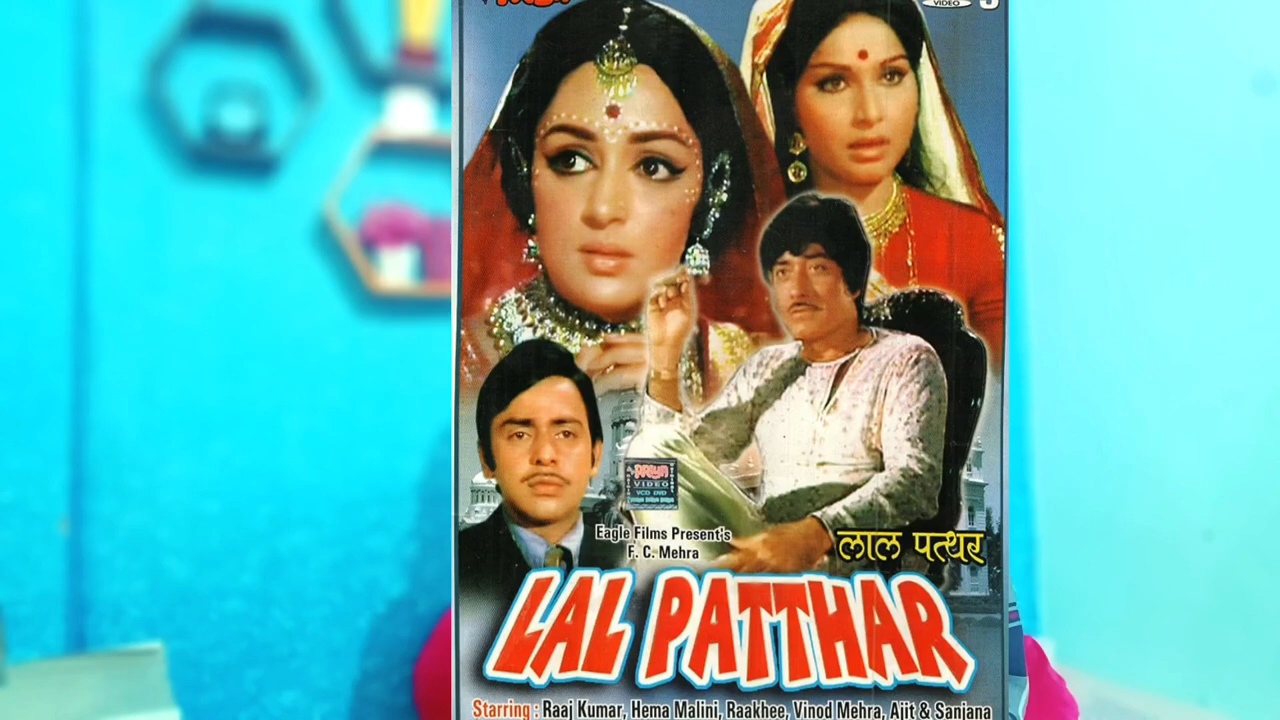 VIDEO
PRIYA
VIDEO
VCD DVD
Eagle Films Present's
F. C. Mehra
लाल पत्थर
LAL PATTHAR
Starring : Raaj Kumar, Hema Malini, Raakhee, Vinod Mehra, Ajit & Sanjana